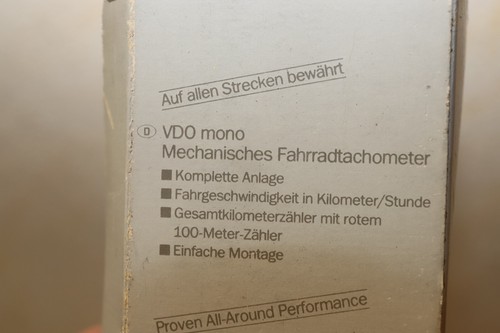 Auf allen Strecken bewährt
D VDO mono
Mechanisches Fahrradtachometer
■ Komplette Anlage
■ Fahrgeschwindigkeit in Kilometer/Stunde
■ Gesamtkilometerzähler mit rotem
100-Meter-Zähler
■ Einfache Montage
Proven All-Around Performance